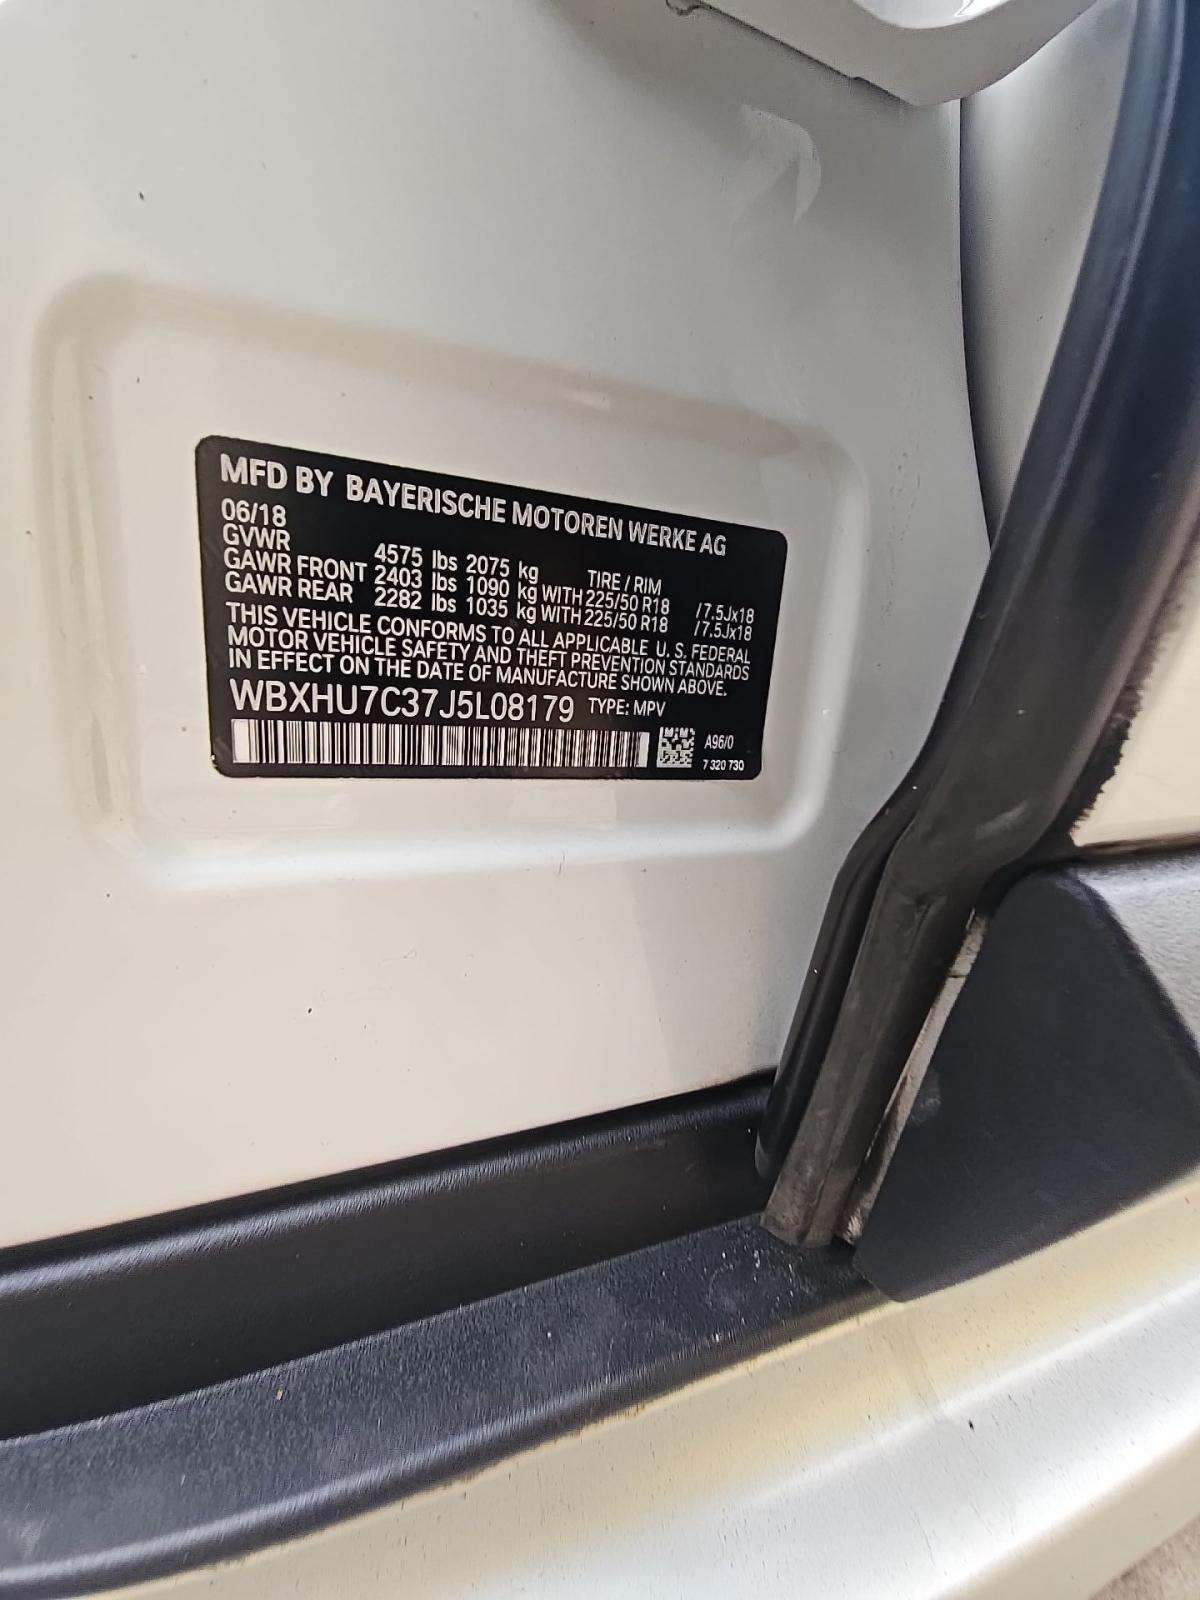 MFD BY BAYERISCHE MOTOREN WERKE AG
06/18
GVWR 4575 lbs 2075 kg TIRE / RIM
GAWR FRONT 2403 lbs 1090 kg WITH 225/50 R18 /7.5Jx18
GAWR REAR 2282 lbs 1035 kg WITH 225/50 R18 /7.5Jx18
THIS VEHICLE CONFORMS TO ALL APPLICABLE U. S. FEDERAL
MOTOR VEHICLE SAFETY AND THEFT PREVENTION STANDARDS
IN EFFECT ON THE DATE OF MANUFACTURE SHOWN ABOVE.
WBXHU7C37J5L08179 TYPE: MPV
A96/0
7 320 730